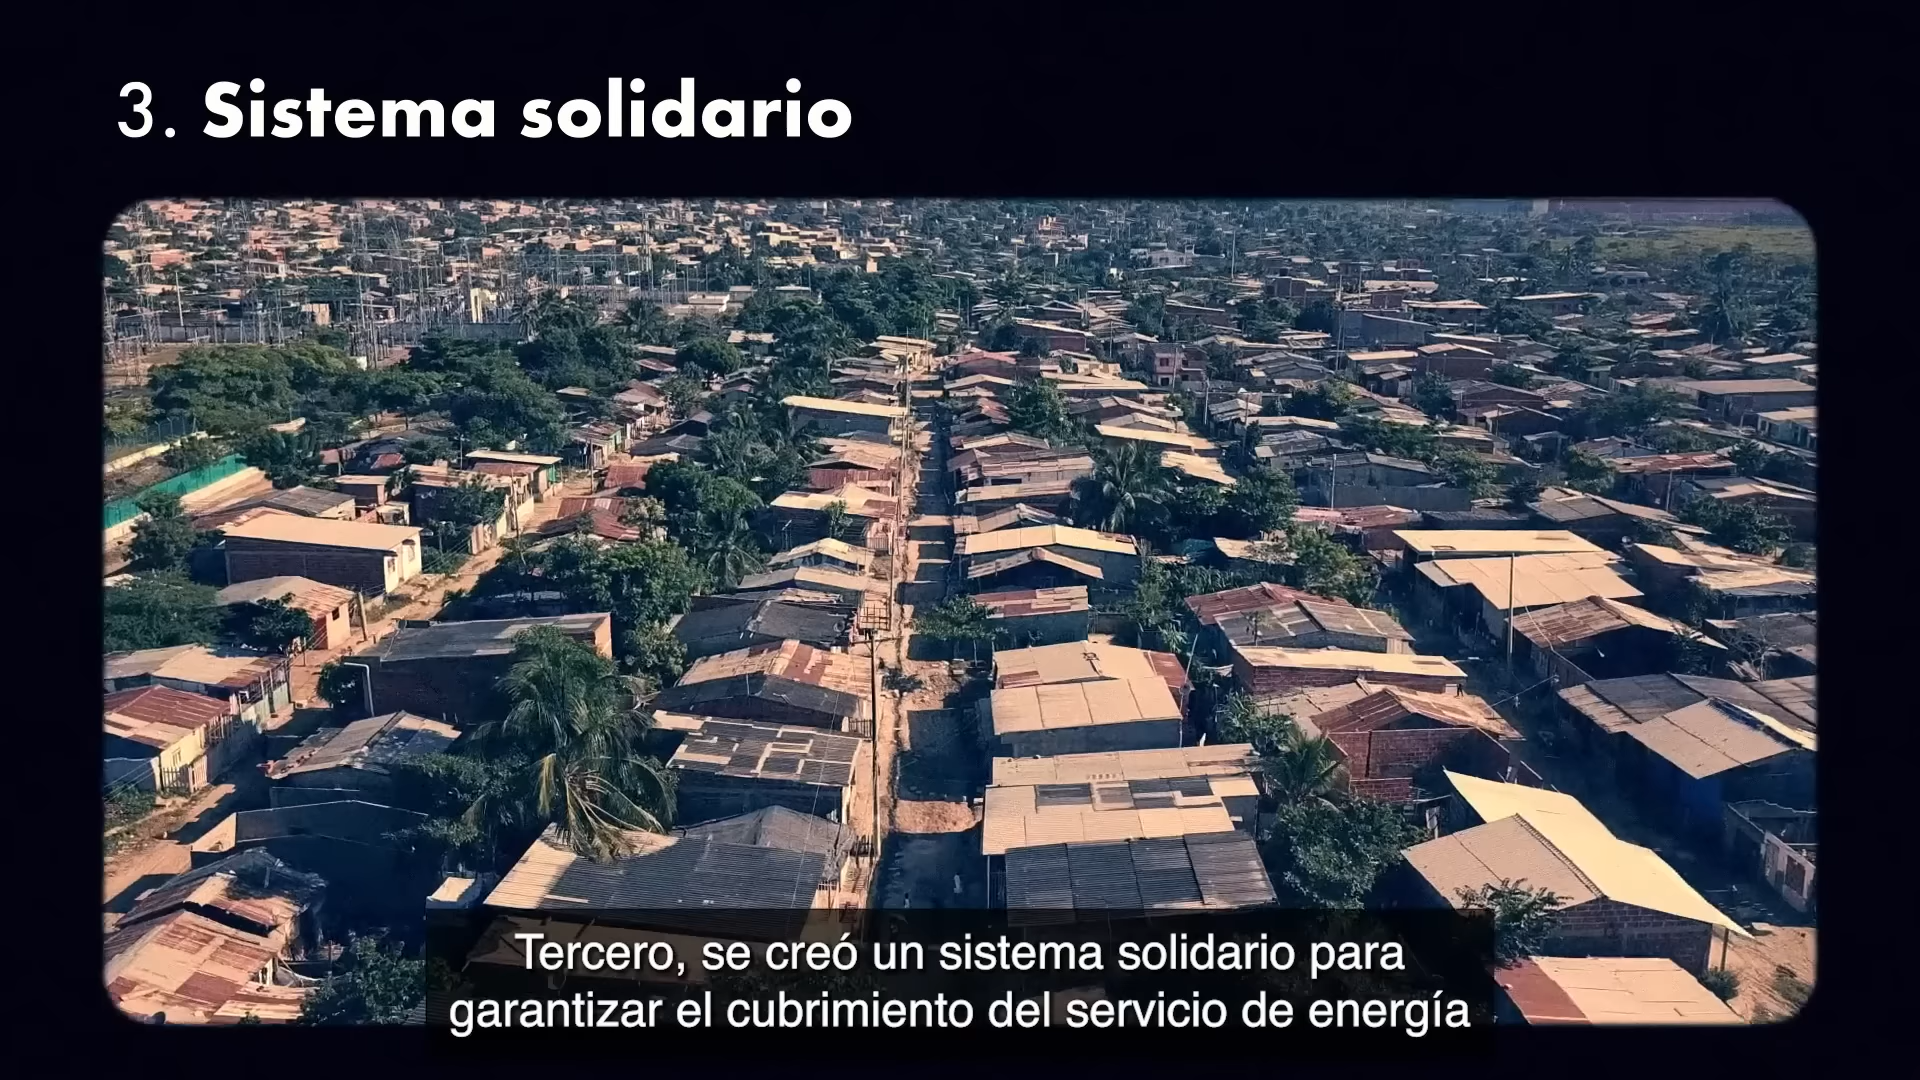 3. Sistema solidario
Tercero, se creó un sistema solidario para
garantizar el cubrimiento del servicio de energía